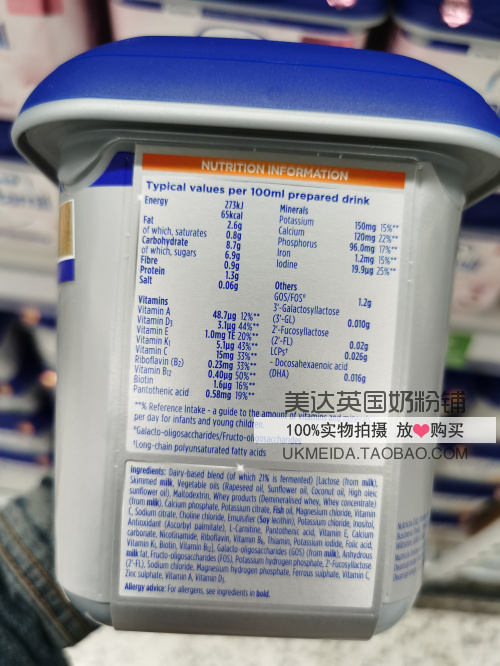 NUTRITION INFORMATION
Typical values per 100ml prepared drink
Energy 273kJ
65kcal
Fat 2.6g
of which, saturates 0.8g
Carbohydrate 8.7g
of which, sugars 6.9g
Fibre 0.9g
Protein 1.3g
Salt 0.06g
Vitamins
Vitamin A 48.7µg 12%**
Vitamin D3 3.1µg 44%**
Vitamin E 1.0mg TE 20%**
Vitamin K1 5.1µg 43%**
Vitamin C 15mg 33%**
Riboflavin (B2) 0.23mg 33%**
Vitamin B12 0.40µg 50%**
Biotin 1.6µg 16%**
Pantothenic acid 0.58mg 19%**
Minerals
Potassium 150mg 15%**
Calcium 120mg 22%**
Phosphorus 96.0mg 17%**
Iron 1.2mg 15%**
Iodine 19.9µg 25%**
Others
GOS/FOS° 1.2g
3'-Galactosyllactose
(3'-GL) 0.010g
2'-Fucosyllactose
(2'-FL) 0.02g
LCPs† 0.026g
- Docosahexaenoic acid
(DHA) 0.016g
**% Reference Intake - a guide to the amount of vitamins and
per day for infants and young children.
°Galacto-oligosaccharides/Fructo-oligosaccharides
†Long-chain polyunsaturated fatty acids
美达英国奶粉铺
100%实物拍摄 放♥购买
UKMEIDA.TAOBAO.COM
Ingredients: Dairy-based blend (of which 21% is fermented) [Lactose (from milk),
Skimmed milk, Vegetable oils (Rapeseed oil, Sunflower oil, Coconut oil, High oleic
sunflower oil), Maltodextrin, Whey products (Demineralised whey, Whey concentrate)
(from milk), Calcium phosphate, Potassium citrate, Fish oil, Magnesium chloride, Vitamin
C, Sodium citrate, Choline chloride, Emulsifier (Soy lecithin), Potassium chloride, Inositol,
Antioxidant (Ascorbyl palmitate), L-Carnitine, Pantothenic acid, Vitamin E, Calcium
carbonate, Nicotinamide, Riboflavin, Vitamin B6, Thiamin, Potassium iodide, Folic acid,
Vitamin K1, Biotin, Vitamin B12], Galacto-oligosaccharides (GOS) (from milk), Anhydrous
milk fat, Fructo-oligosaccharides (FOS), Potassium hydrogen phosphate, 2'-Fucosyllactose
(2'-FL), Sodium chloride, Magnesium hydrogen phosphate, Ferrous sulphate, Vitamin C,
Zinc sulphate, Vitamin A, Vitamin D3.
Allergy advice: For allergens, see ingredients in bold.